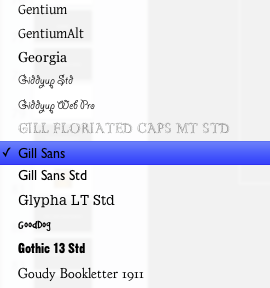 Gentium
GentiumAlt
Georgia
Giddyup Std
Giddyup Web Pro
GILL FLORIATED CAPS MT STD
✓ Gill Sans
Gill Sans Std
Glypha LT Std
GoodDog
Gothic 13 Std
Goudy Bookletter 1911